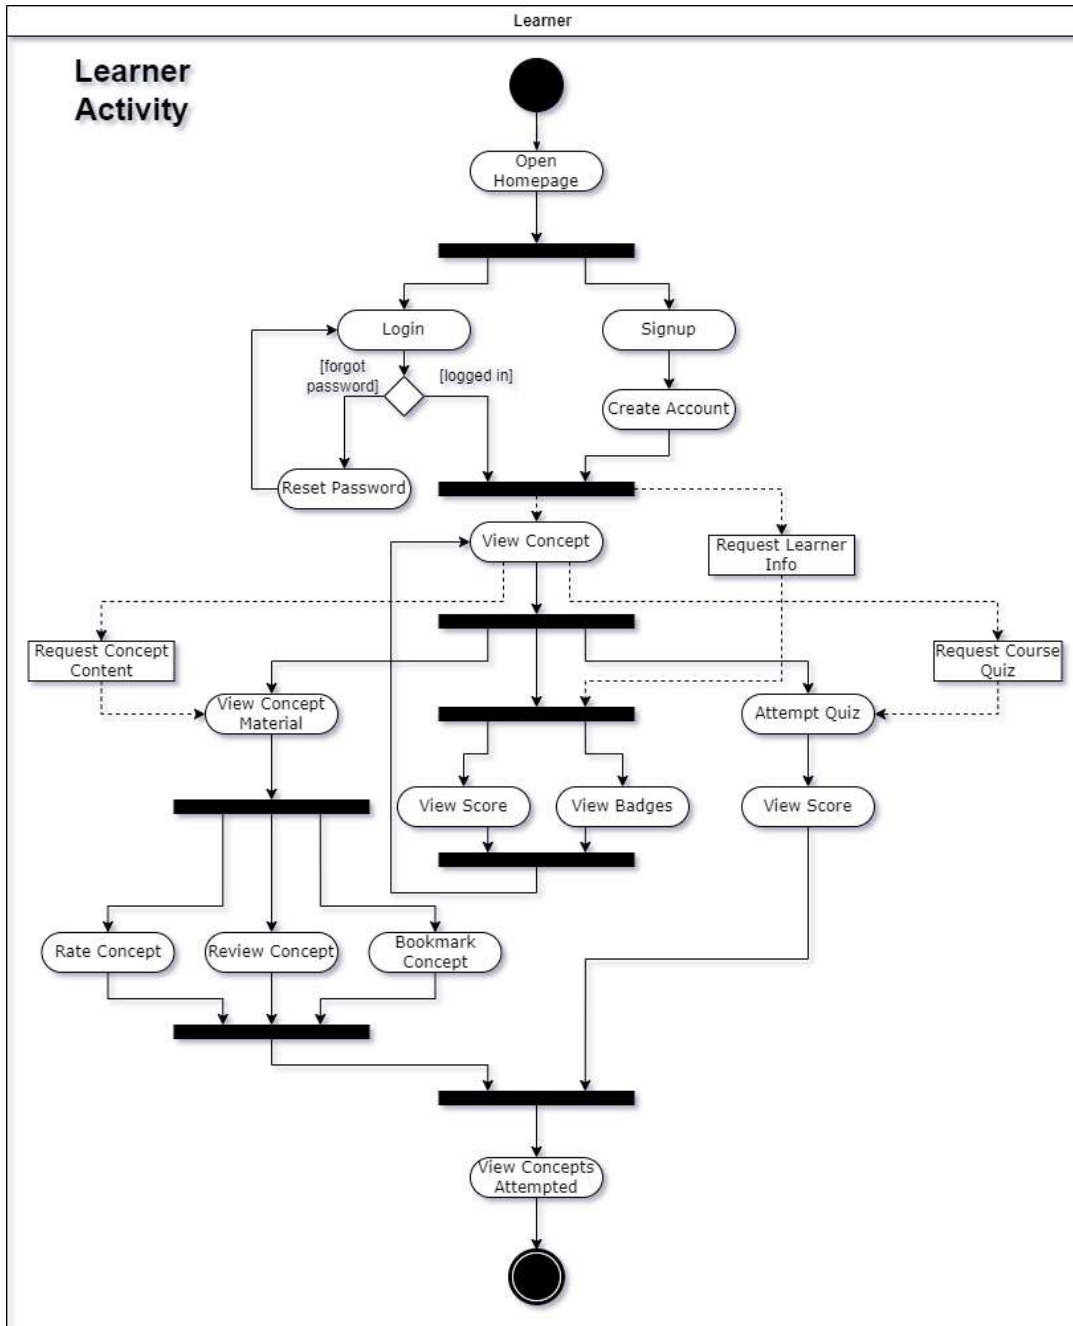 Learner
Learner
Activity
Open
Homepage
Login
Signup
[forgot
password]
[logged in]
Create Account
Reset Password
View Concept
Request Learner
Info
Request Concept
Content
Request Course
Quiz
View Concept
Material
Attempt Quiz
View Score
View Badges
View Score
Rate Concept
Review Concept
Bookmark
Concept
View Concepts
Attempted